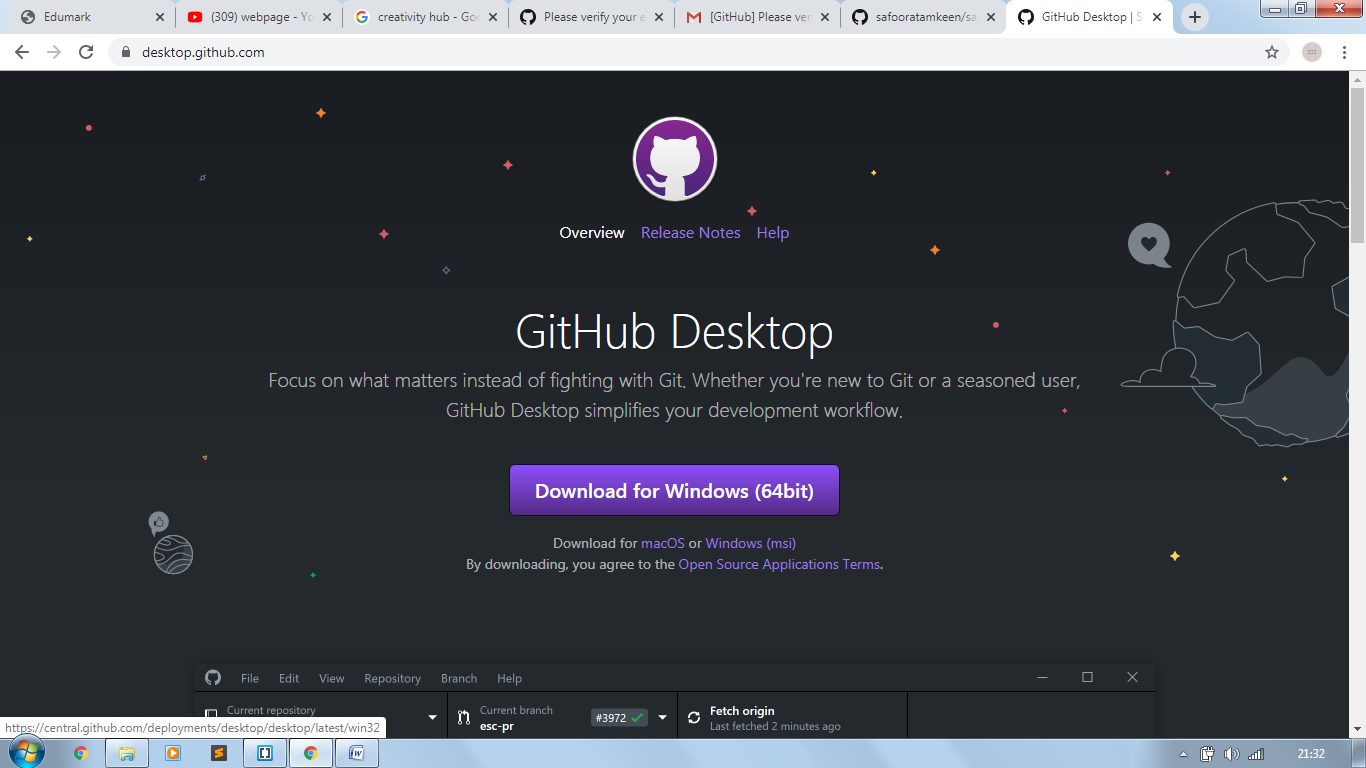 Edumark
(309) webpage - Yo
creativity hub - Goo
Please verify your e
[GitHub] Please ver
safooratamkeen/sa
GitHub Desktop | S
desktop.github.com
Overview Release Notes Help
GitHub Desktop
Focus on what matters instead of fighting with Git. Whether you're new to Git or a seasoned user,
GitHub Desktop simplifies your development workflow.
Download for Windows (64bit)
Download for macOS or Windows (msi)
By downloading, you agree to the Open Source Applications Terms.
File Edit View Repository Branch Help
Current repository
Current branch
esc-pr
#3972
Fetch origin
Last fetched 2 minutes ago
https://central.github.com/deployments/desktop/desktop/latest/win32
21:32